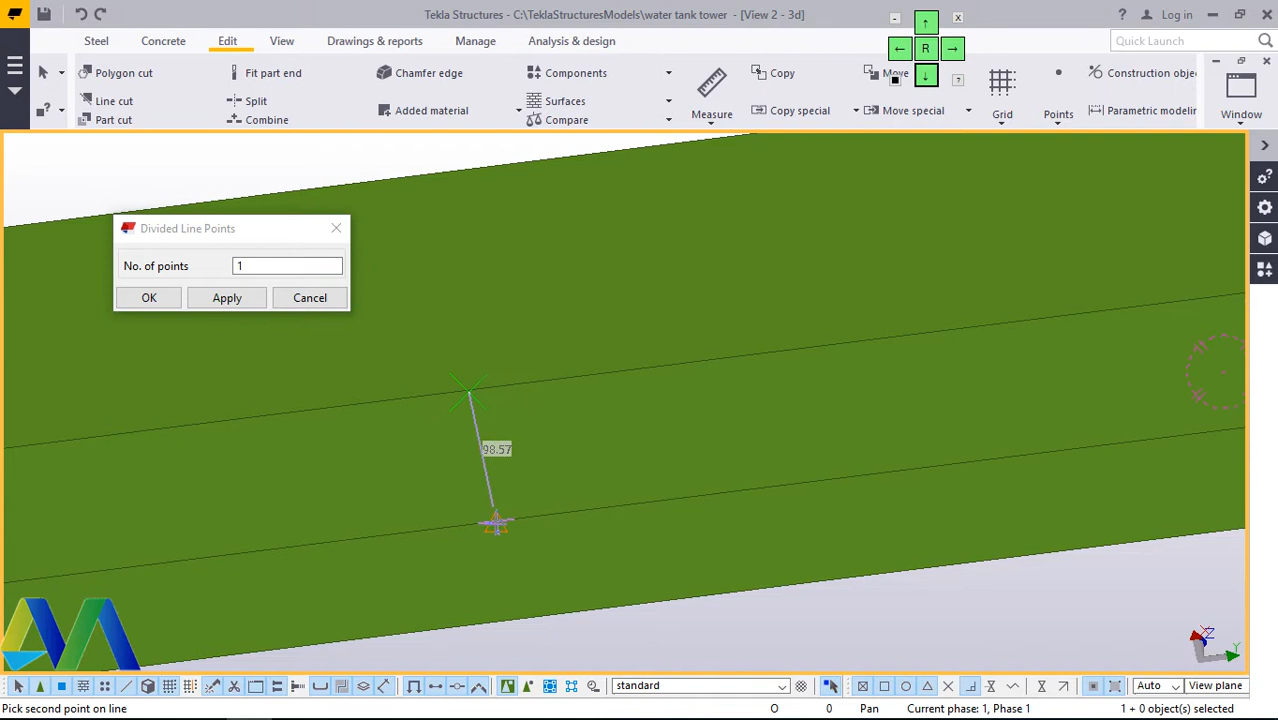 Tekla Structures - C:\TeklaStructuresModels\water tank tower - [View 2 - 3d]
Log in
Steel Concrete Edit View Drawings & reports Manage Analysis & design
Quick Launch
R
Polygon cut Fit part end Chamfer edge Components Copy Move Construction obje
Line cut Split Added material Surfaces Measure Copy special Move special Grid Points Parametric modelin Window
Part cut Combine Compare
Divided Line Points
No. of points 1
OK Apply Cancel
98.57
Z
Y
standard Auto View plane
Pick second point on line O 0 Pan Current phase: 1, Phase 1 1 + 0 object(s) selected